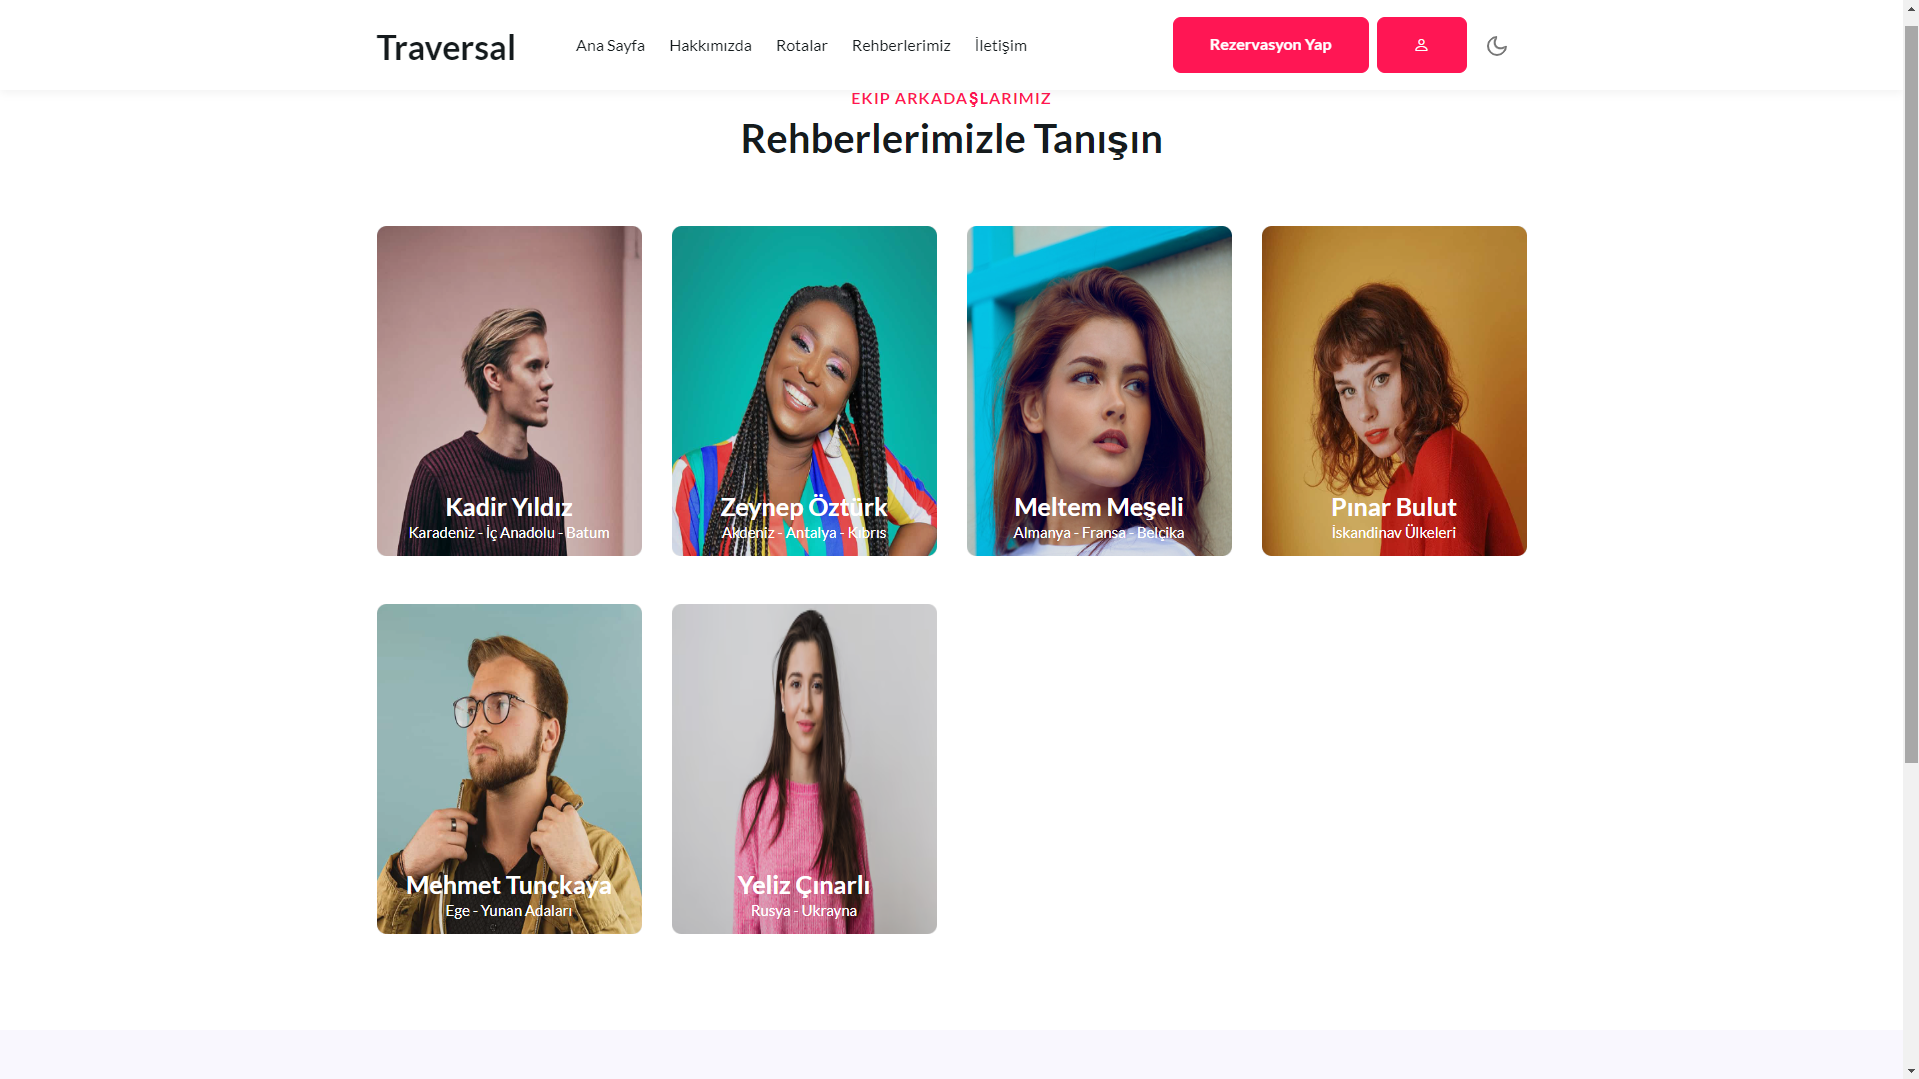 Traversal
Ana Sayfa
Hakkımızda
Rotalar
Rehberlerimiz
İletişim
Rezervasyon Yap
EKIP ARKADAŞLARIMIZ
Rehberlerimizle Tanışın
Kadir Yıldız
Karadeniz - İç Anadolu - Batum
Zeynep Öztürk
Akdeniz - Antalya - Kıbrıs
Meltem Meşeli
Almanya - Fransa - Belçika
Pınar Bulut
İskandinav Ülkeleri
Mehmet Tunçkaya
Ege - Yunan Adaları
Yeliz Çınarlı
Rusya - Ukrayna